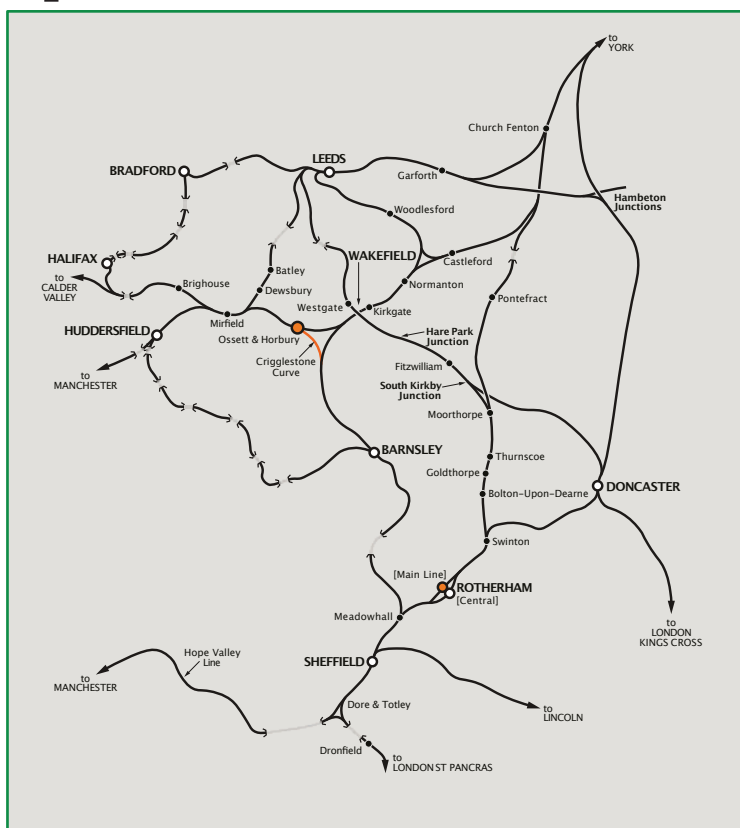 to
YORK
Church Fenton
LEEDS
BRADFORD
Garforth
Hambeton
Junctions
Woodlesford
WAKEFIELD
HALIFAX
Castleford
to
CALDER
VALLEY
Batley
Normanton
Brighouse
Dewsbury
Pontefract
Westgate
Kirkgate
Mirfield
HUDDERSFIELD
Ossett & Horbury
Hare Park
Junction
Crigglestone
Curve
Fitzwilliam
to
MANCHESTER
South Kirkby
Junction
Moorthorpe
BARNSLEY
Thurnscoe
Goldthorpe
DONCASTER
Bolton-Upon-Dearne
Swinton
[Main Line]
ROTHERHAM
[Central]
Meadowhall
to
LONDON
KINGS CROSS
Hope Valley
Line
SHEFFIELD
to
MANCHESTER
Dore & Totley
to
LINCOLN
Dronfield
to
LONDON ST PANCRAS